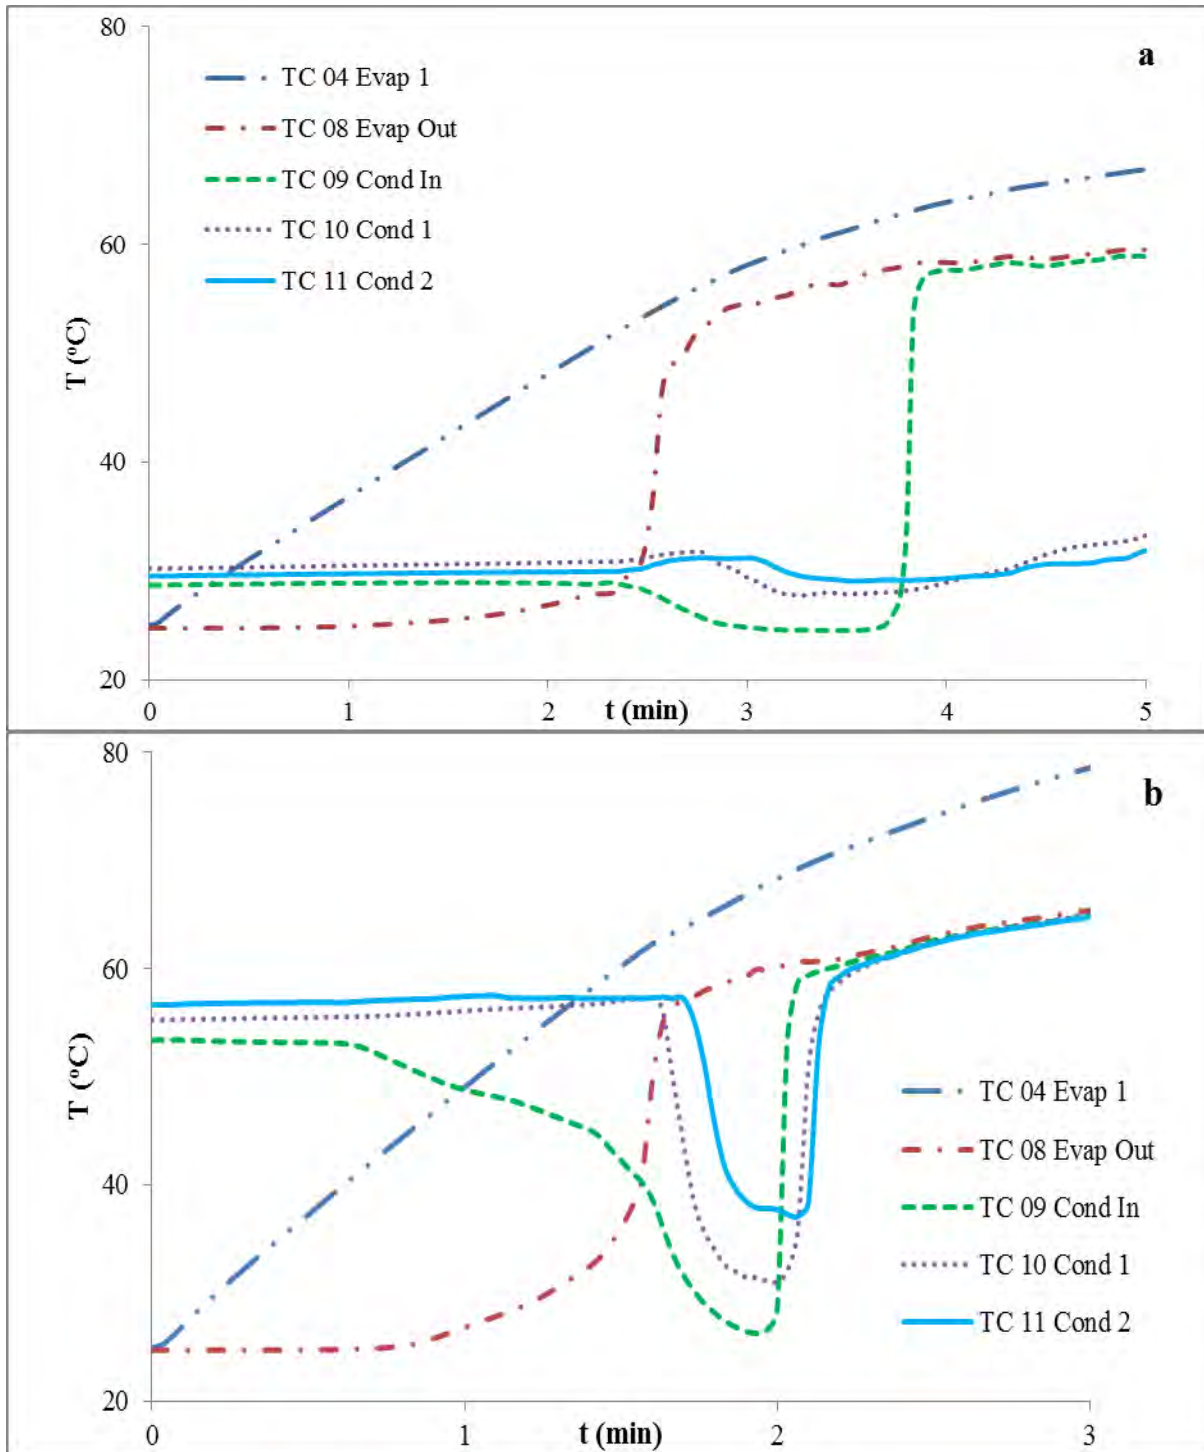 80
a
TC 04 Evap 1
TC 08 Evap Out
TC 09 Cond In
TC 10 Cond 1
TC 11 Cond 2
60
T (°C)
40
20
0 1 2 t (min) 3 4 5
80
b
60
T (°C)
TC 04 Evap 1
TC 08 Evap Out
40
TC 09 Cond In
TC 10 Cond 1
TC 11 Cond 2
20
0 1 t (min) 2 3